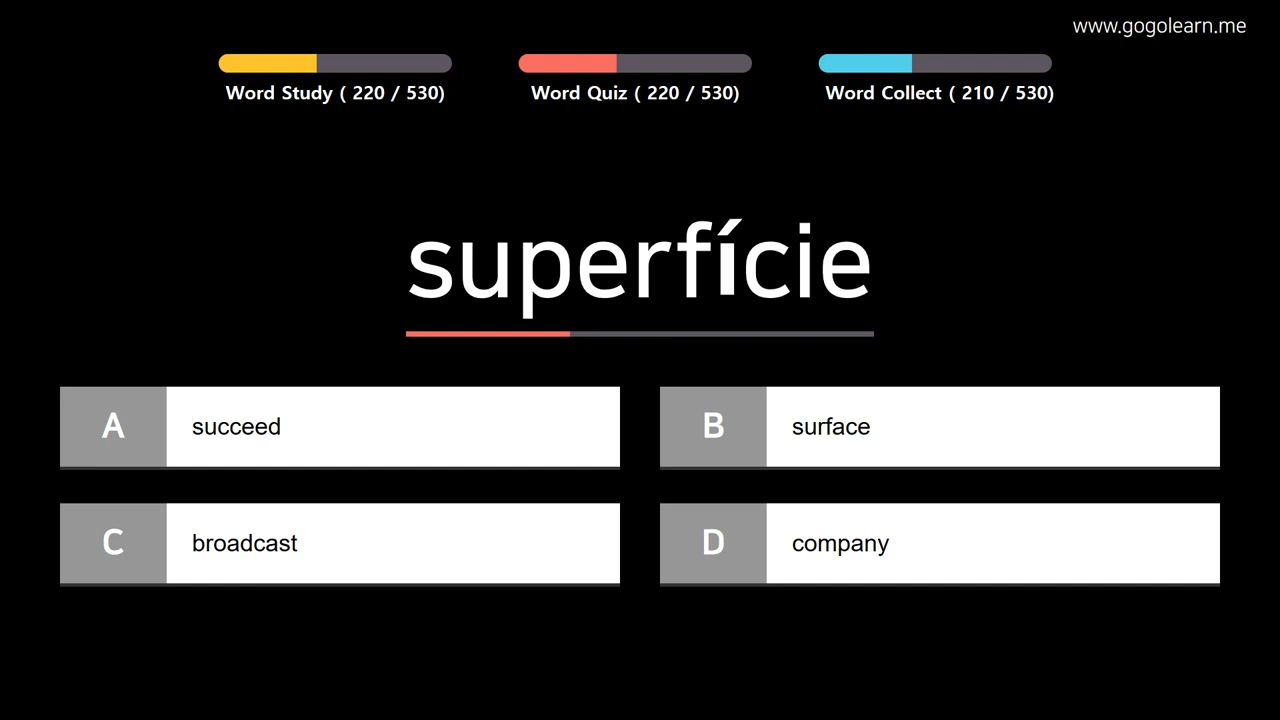 www.gogolearn.me
Word Study ( 220 / 530)
Word Quiz ( 220 / 530)
Word Collect ( 210 / 530)
superfície
A succeed
B surface
C broadcast
D company